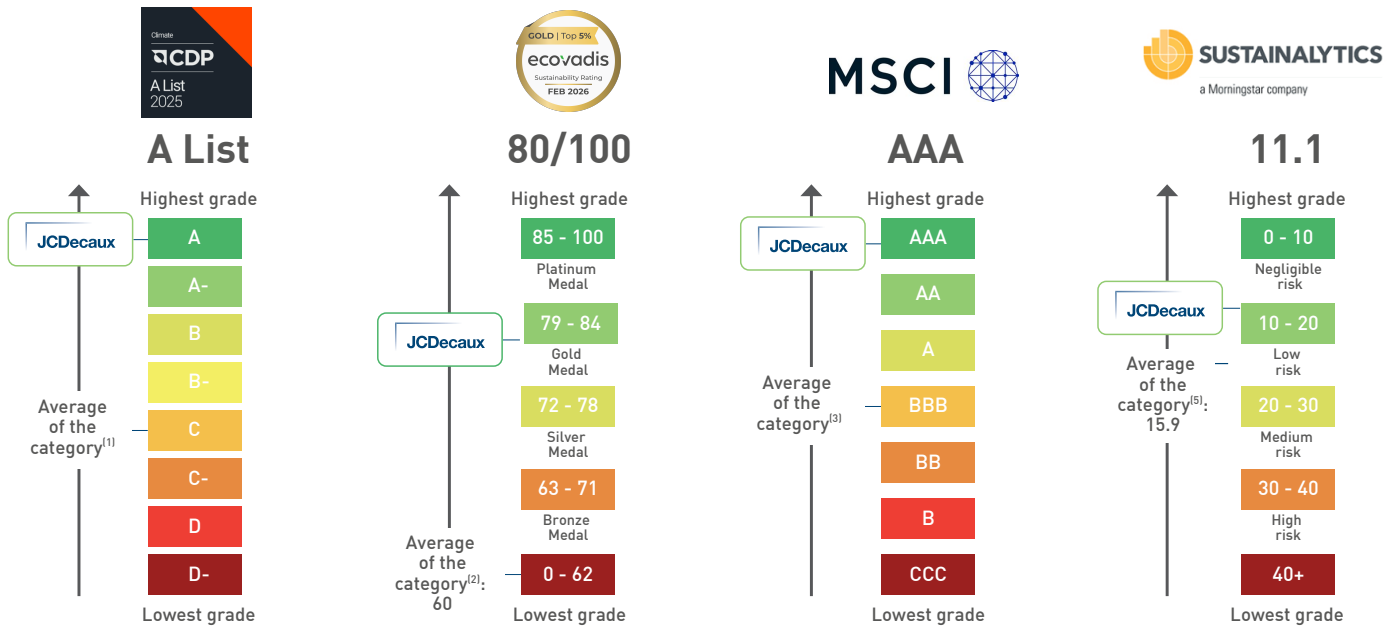 Climate
CDP
A List
2025
A List
Highest grade
JCDecaux
A
A-
B
B-
C
C-
D
D-
Average
of the
category(1)
Lowest grade
GOLD | Top 5%
ecovadis
Sustainability Rating
FEB 2026
80/100
Highest grade
85 - 100
Platinum
Medal
JCDecaux
79 - 84
Gold
Medal
72 - 78
Silver
Medal
63 - 71
Bronze
Medal
Average
of the
category(2):
60
0 - 62
Lowest grade
MSCI
AAA
Highest grade
JCDecaux
AAA
AA
A
Average
of the
category(3)
BBB
BB
B
CCC
Lowest grade
SUSTAINALYTICS
a Morningstar company
11.1
Highest grade
0 - 10
Negligible
risk
JCDecaux
10 - 20
Low
risk
Average
of the
category(5):
15.9
20 - 30
Medium
risk
30 - 40
High
risk
40+
Lowest grade